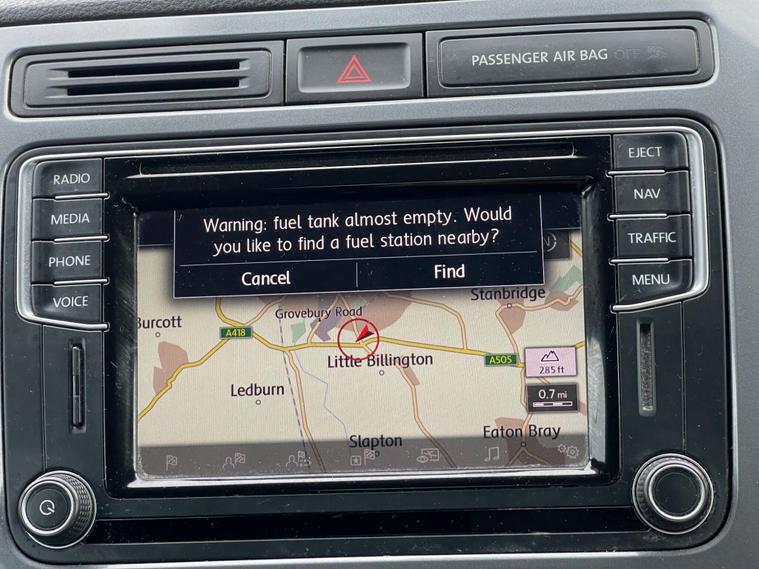 PASSENGER AIR BAG OFF
RADIO
MEDIA
PHONE
VOICE
EJECT
NAV
TRAFFIC
MENU
Warning: fuel tank almost empty. Would
you like to find a fuel station nearby?
Cancel
Find
N
Stanbridge
Grovebury Road
Burcott
A418
Little Billington
A505
285 ft
Ledburn
0.7 mi
Slapton
Eaton Bray